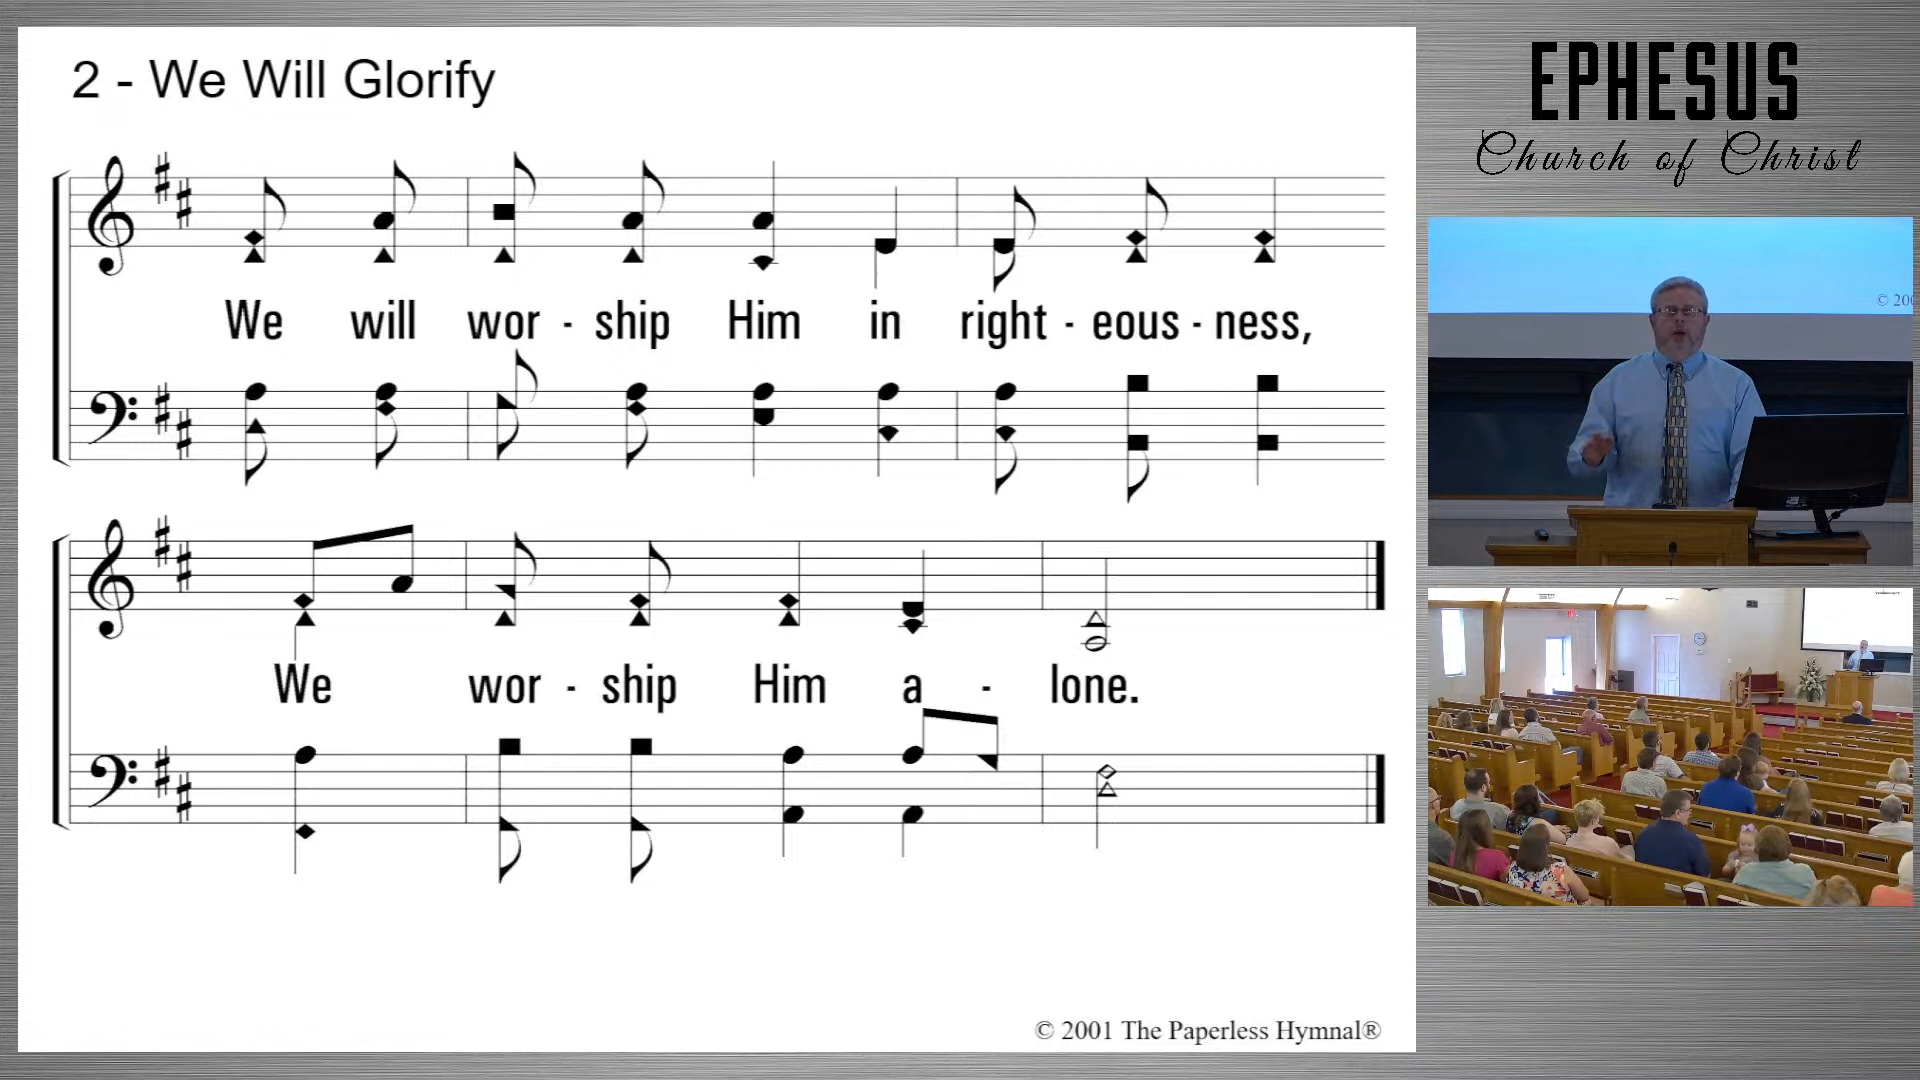 2 - We Will Glorify
We will wor - ship Him in right - eous - ness,
We wor - ship Him a - lone.
© 2001 The Paperless Hymnal®
EPHESUS
Church of Christ
© 200